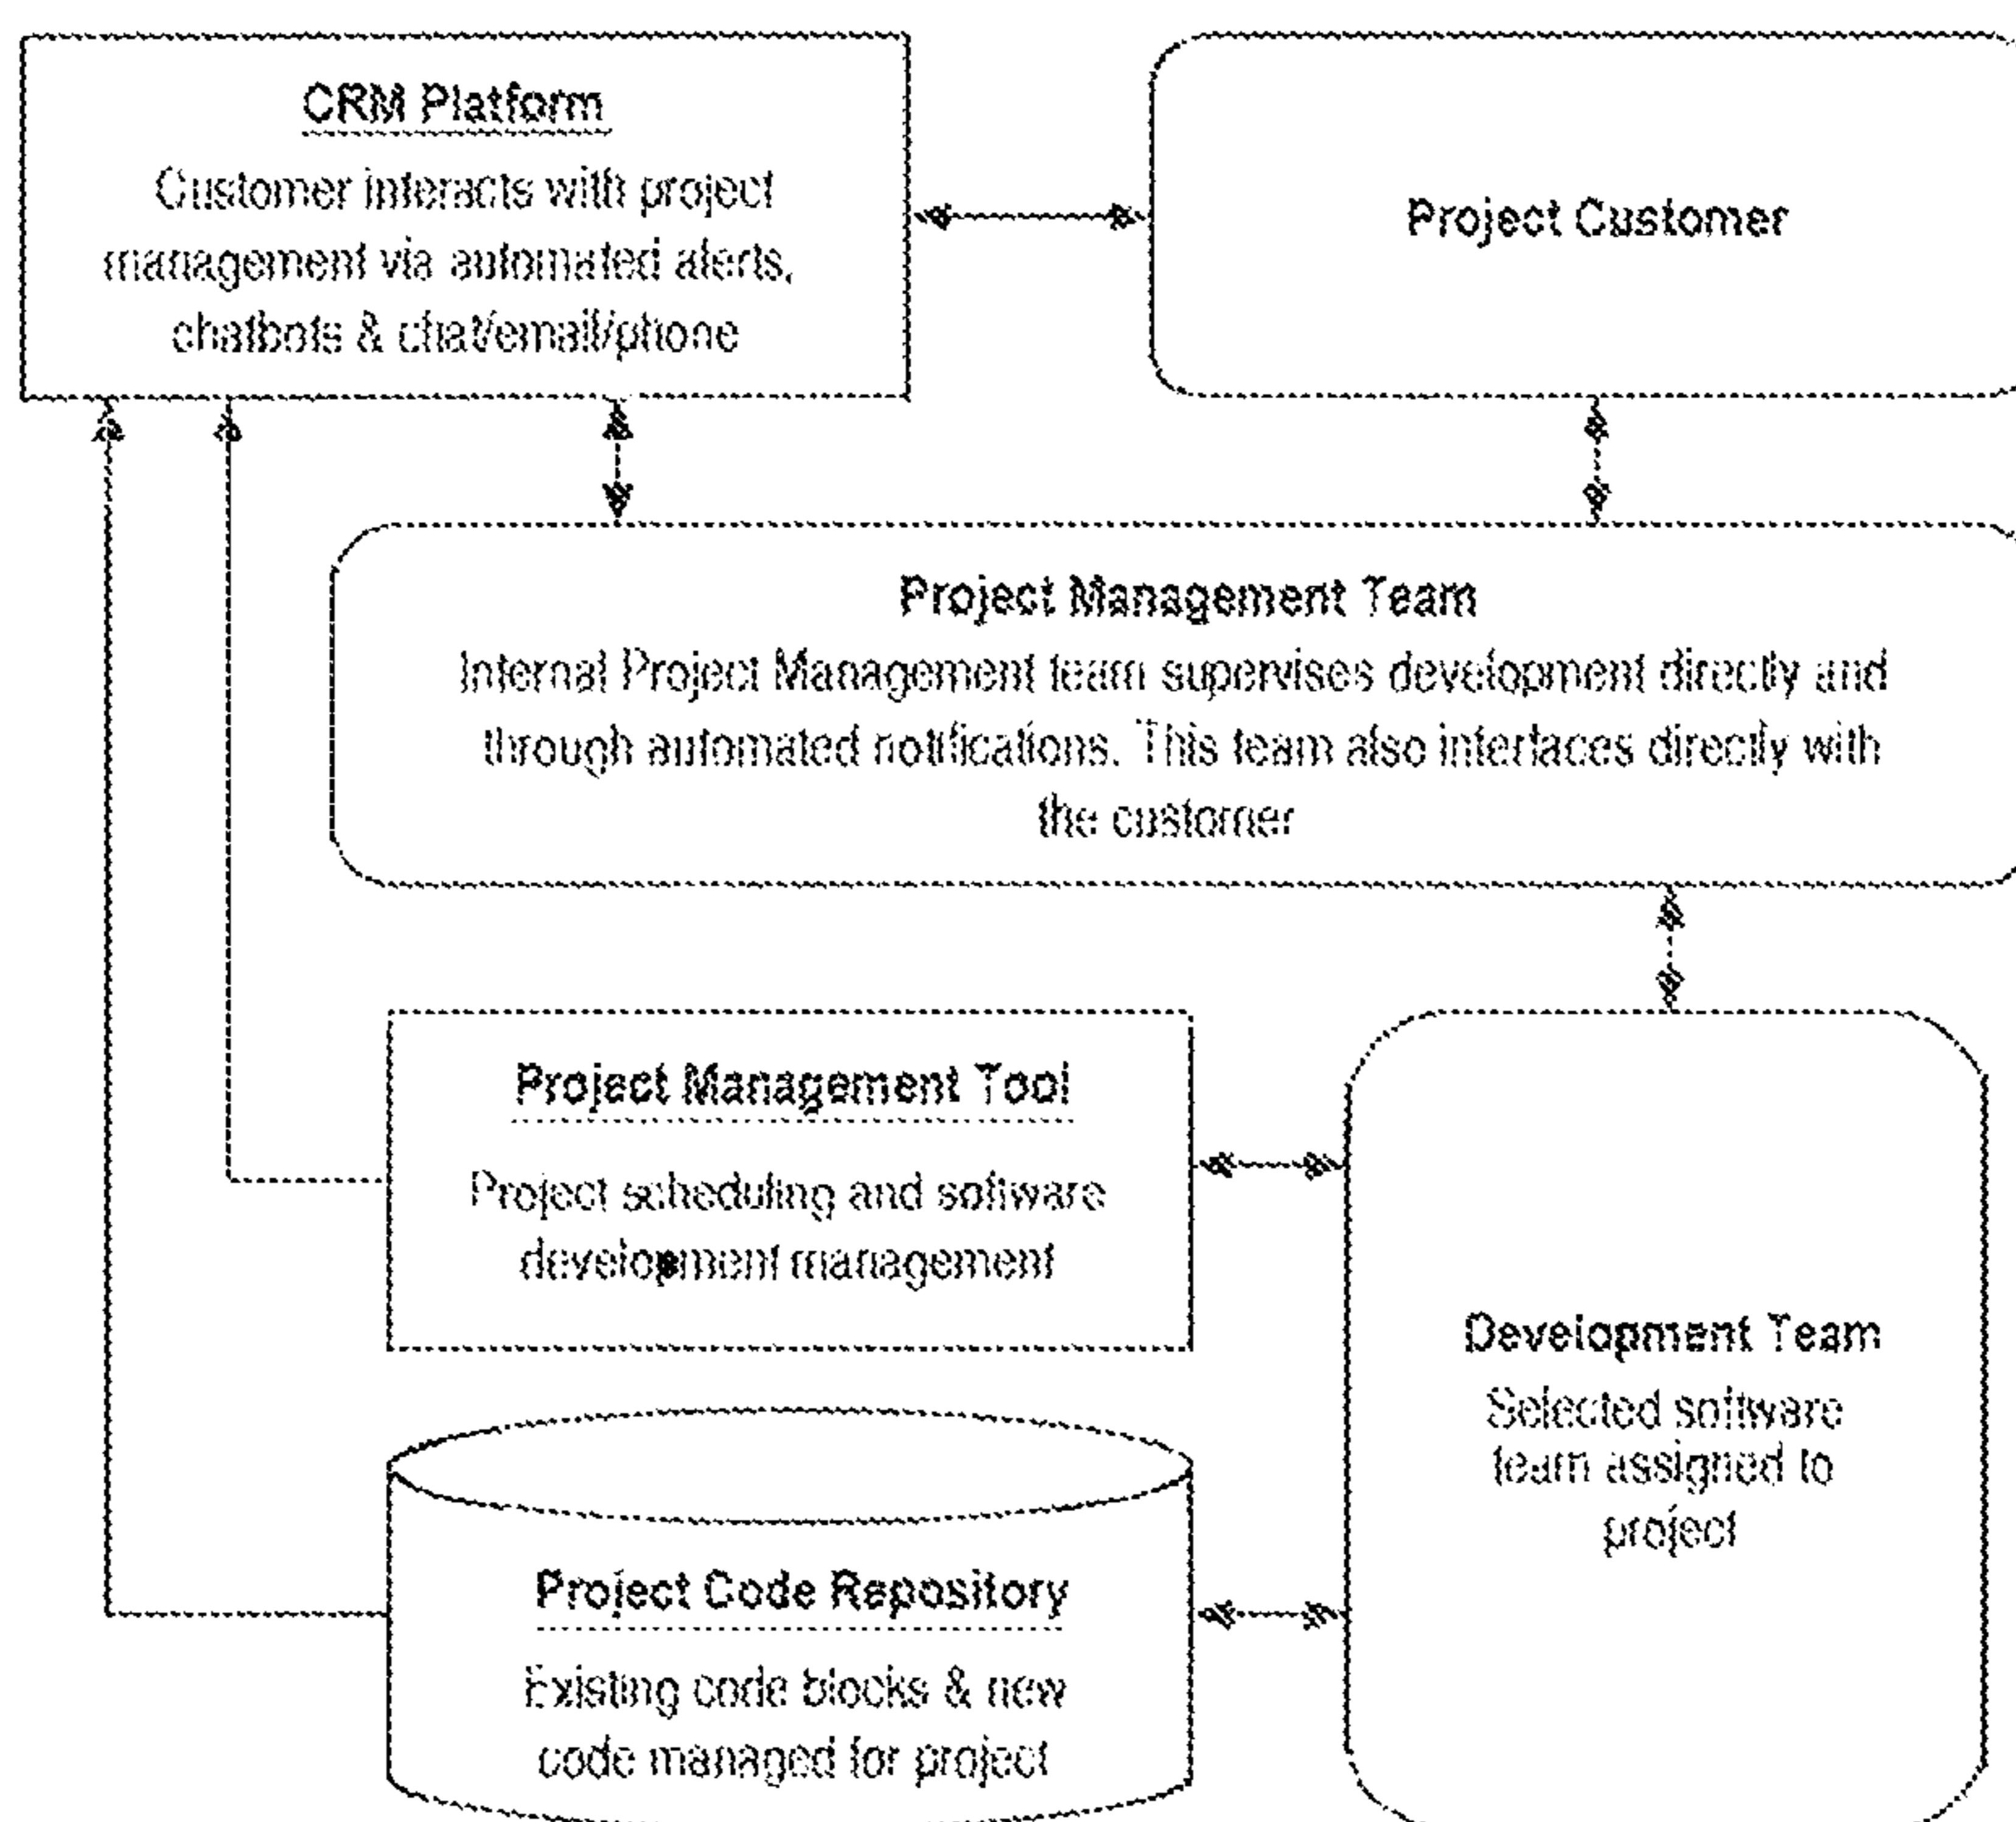 CRM Platform
Customer interacts with project
management via automated alerts,
chatbots & chat/email/phone
Project Customer
Project Management Team
Internal Project Management team supervises development directly and
through automated notifications. This team also interfaces directly with
the customer
Project Management Tool
Project scheduling and software
development management
Development Team
Selected software
team assigned to
project
Project Code Repository
Existing code blocks & new
code managed for project